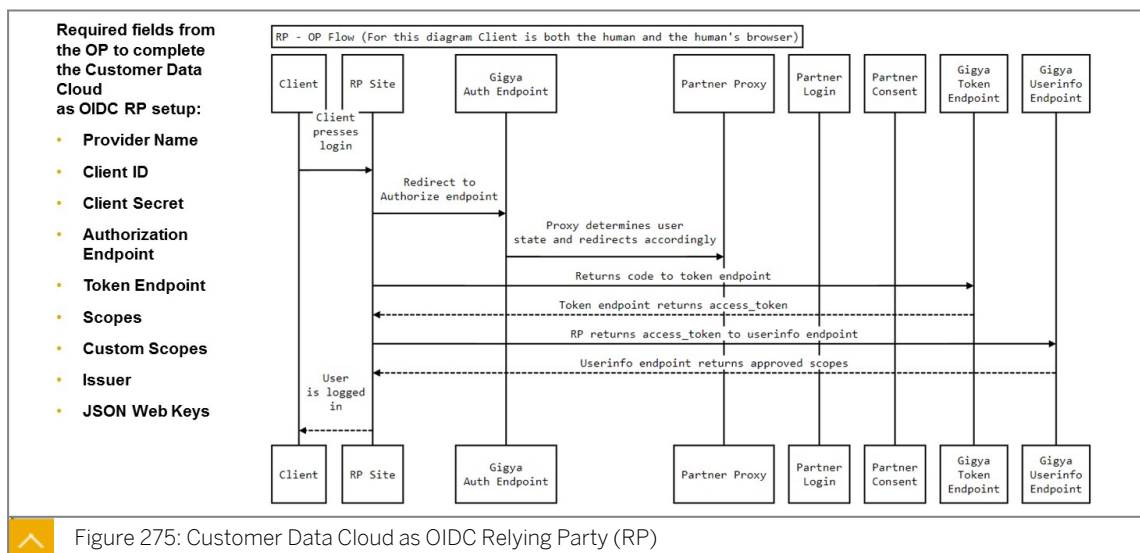 Required fields from
the OP to complete
the Customer Data
Cloud
as OIDC RP setup:
• Provider Name
• Client ID
• Client Secret
• Authorization
Endpoint
• Token Endpoint
• Scopes
• Custom Scopes
• Issuer
• JSON Web Keys
RP - OP Flow (For this diagram Client is both the human and the human's browser)
Client
RP Site
Gigya
Auth Endpoint
Partner Proxy
Partner
Login
Partner
Consent
Gigya
Token
Endpoint
Gigya
Userinfo
Endpoint
Client
presses
login
Redirect to
Authorize endpoint
Proxy determines user
state and redirects accordingly
Returns code to token endpoint
Token endpoint returns access_token
RP returns access_token to userinfo endpoint
Userinfo endpoint returns approved scopes
User
is logged
in
Client
RP Site
Gigya
Auth Endpoint
Partner Proxy
Partner
Login
Partner
Consent
Gigya
Token
Endpoint
Gigya
Userinfo
Endpoint
Figure 275: Customer Data Cloud as OIDC Relying Party (RP)